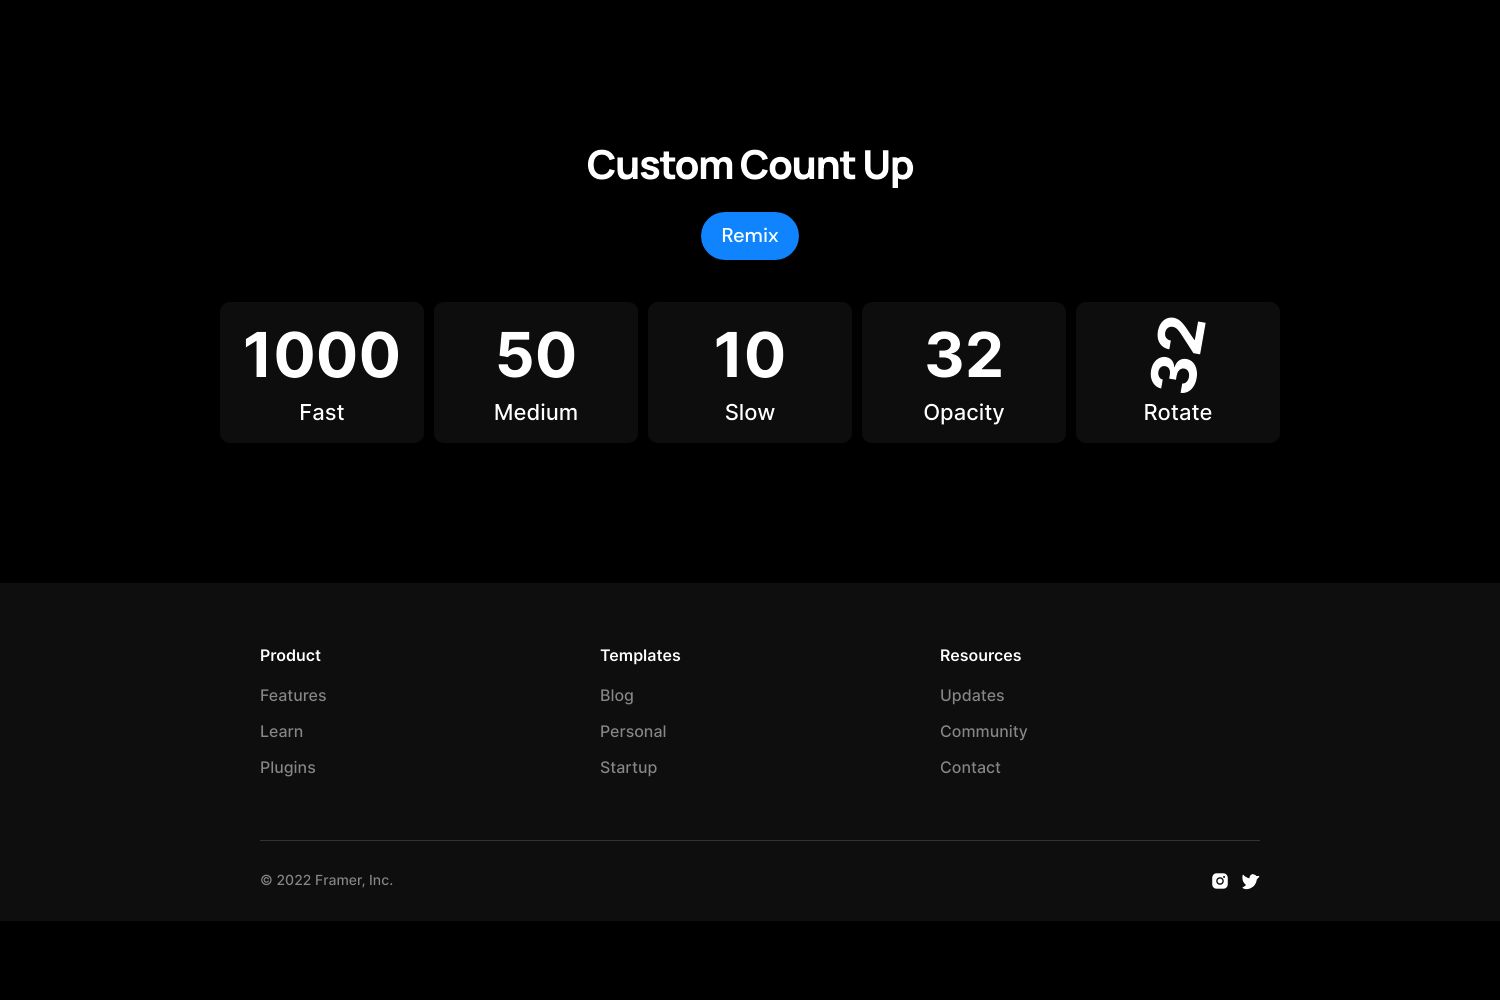 Custom Count Up
Remix
1000 50 10 32 32
Fast Medium Slow Opacity Rotate
Product Templates Resources
Features Blog Updates
Learn Personal Community
Plugins Startup Contact
© 2022 Framer, Inc.